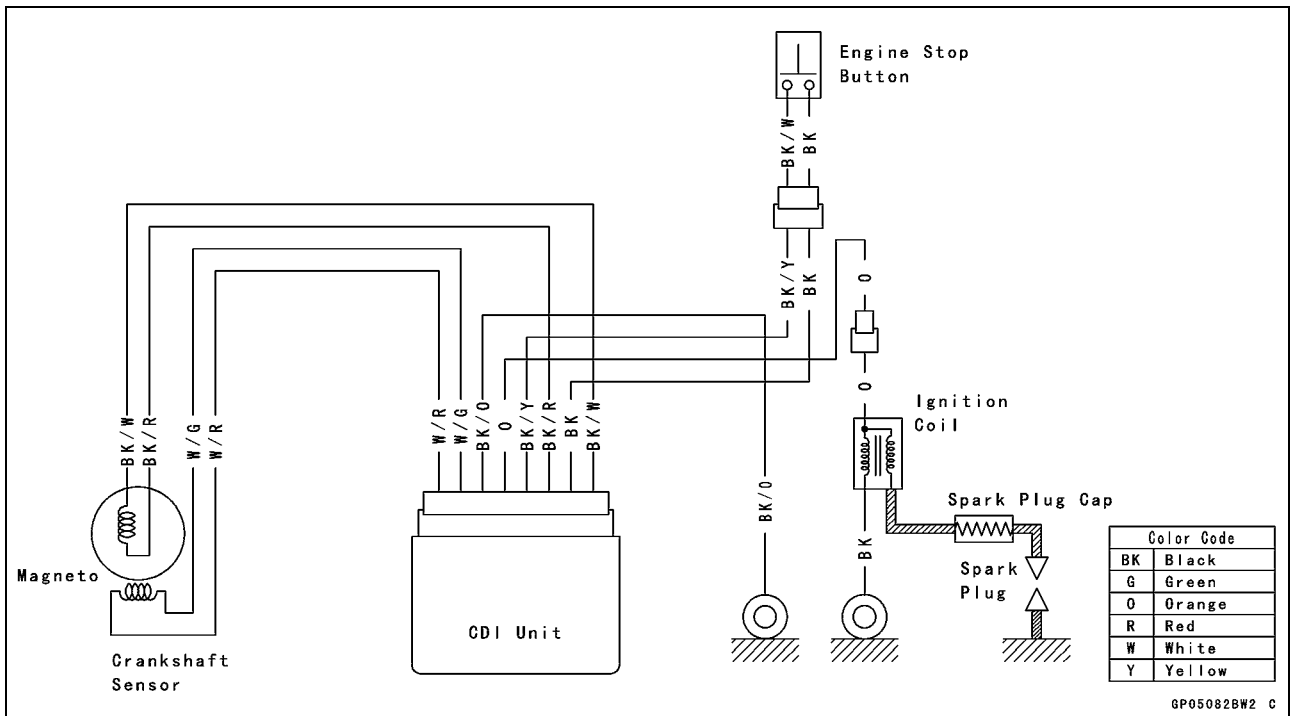 Engine Stop
Button
BK/W
BK
BK/Y
BK
O
O
BK/W
BK/R
W/G
W/R
W/R
W/G
BK/O
O
BK/Y
BK/R
BK
BK/W
Ignition
Coil
BK/O
BK
Spark Plug Cap
Spark
Plug
Magneto
Crankshaft
Sensor
CDI Unit
Color Code
BK Black
G Green
O Orange
R Red
W White
Y Yellow
GP05082BW2 C